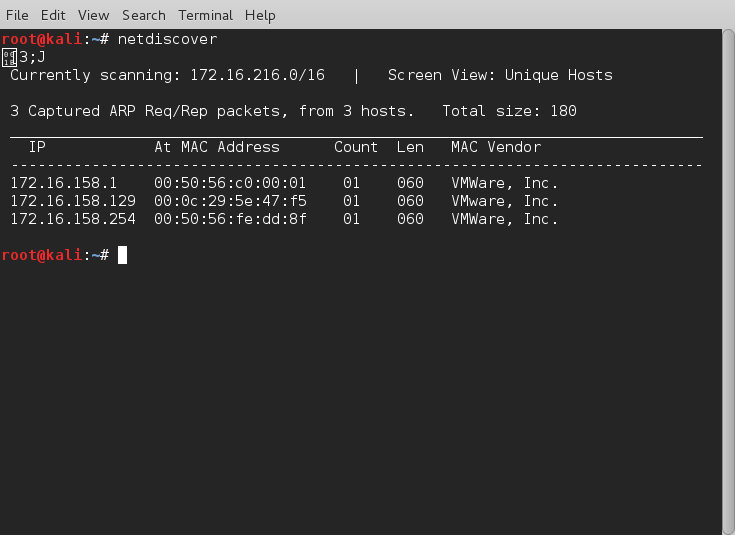 File Edit View Search Terminal Help
root@kali:~# netdiscover
3;J
Currently scanning: 172.16.216.0/16 | Screen View: Unique Hosts
3 Captured ARP Req/Rep packets, from 3 hosts. Total size: 180
_____________________________________________________________________________
IP At MAC Address Count Len MAC Vendor
-----------------------------------------------------------------------------
172.16.158.1 00:50:56:c0:00:01 01 060 VMWare, Inc.
172.16.158.129 00:0c:29:5e:47:f5 01 060 VMware, Inc.
172.16.158.254 00:50:56:fe:dd:8f 01 060 VMWare, Inc.
root@kali:~#